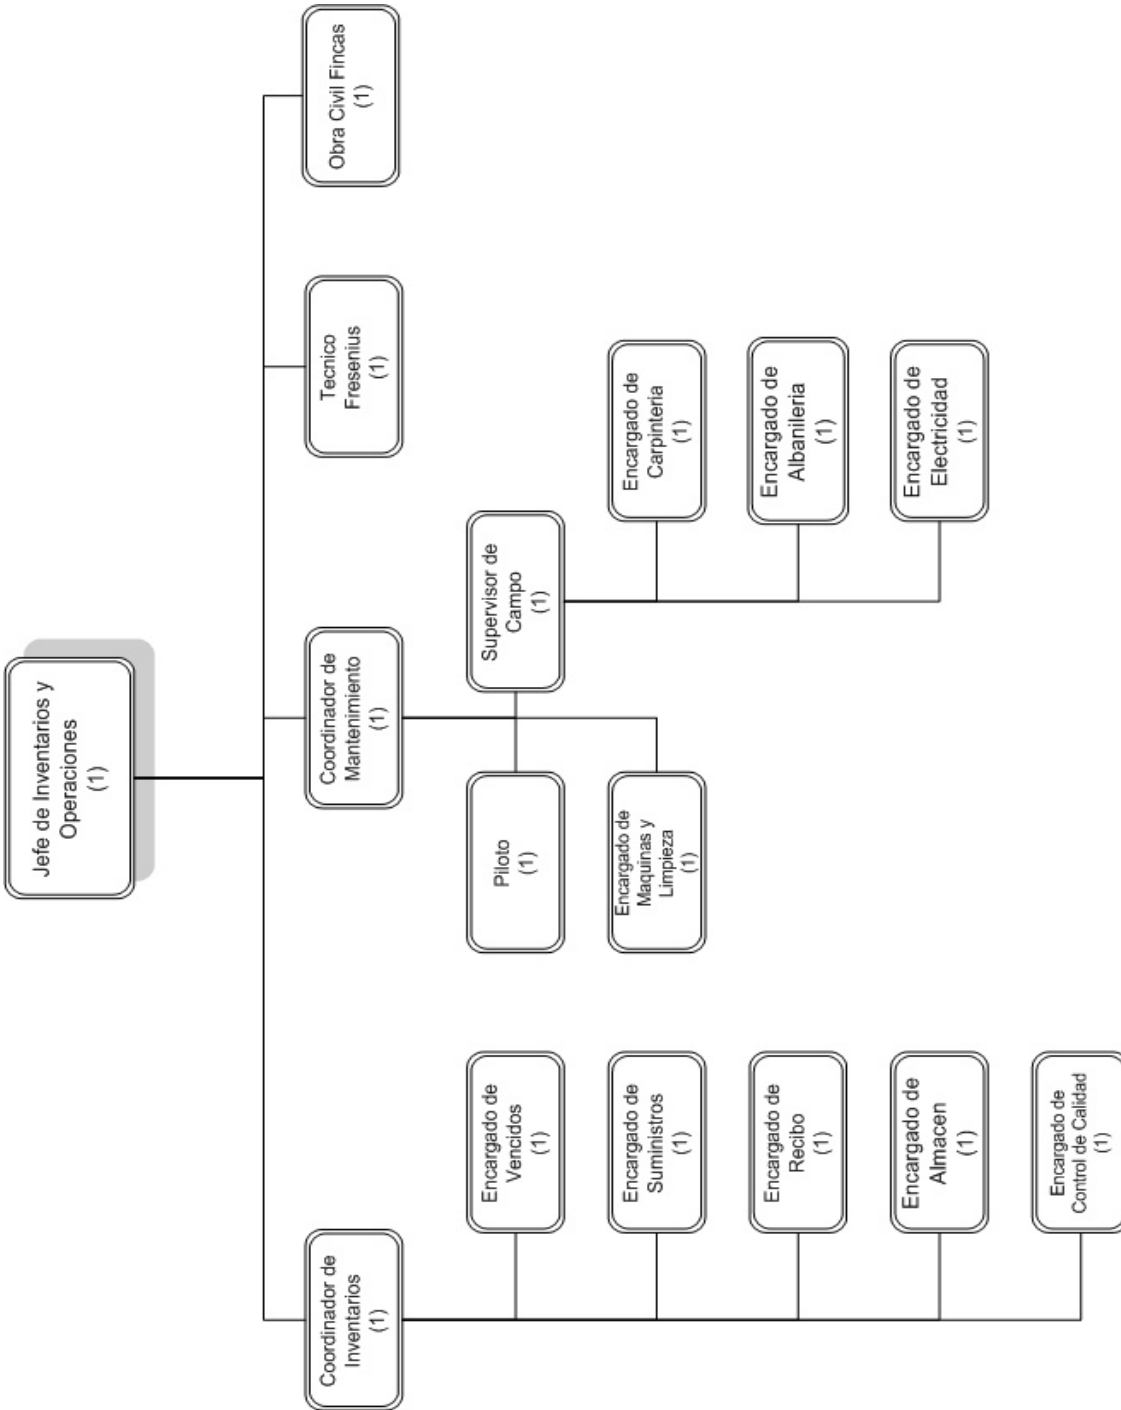 Jefe de Inventarios y
Operaciones
(1)
Coordinador de
Inventarios
(1)
Coordinador de
Mantenimiento
(1)
Tecnico
Fresenius
(1)
Obra Civil Fincas
(1)
Encargado de
Vencidos
(1)
Encargado de
Suministros
(1)
Encargado de
Recibo
(1)
Encargado de
Almacen
(1)
Encargado de
Control de Calidad
(1)
Piloto
(1)
Encargado de
Maquinas y
Limpieza
(1)
Supervisor de
Campo
(1)
Encargado de
Carpinteria
(1)
Encargado de
Albanileria
(1)
Encargado de
Electricidad
(1)